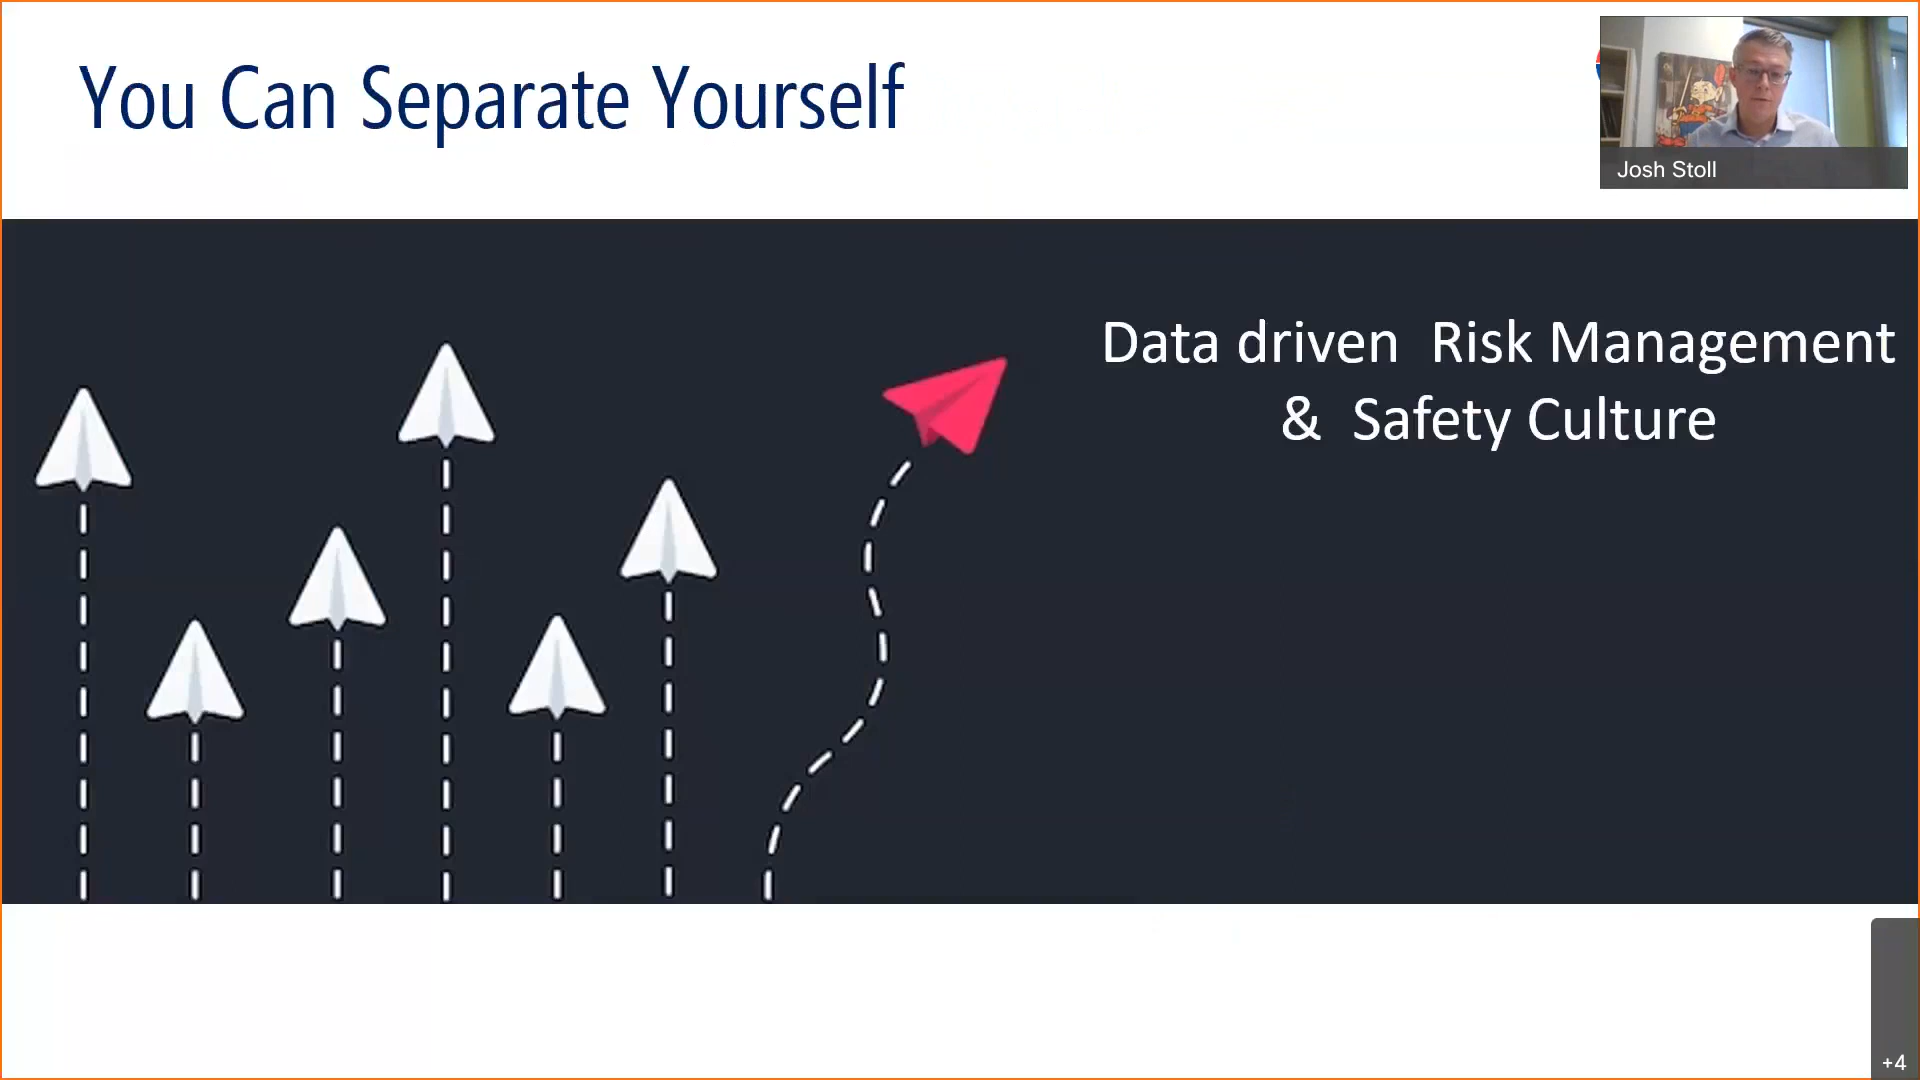 You Can Separate Yourself
Josh Stoll
Data driven  Risk Management
&  Safety Culture
+4